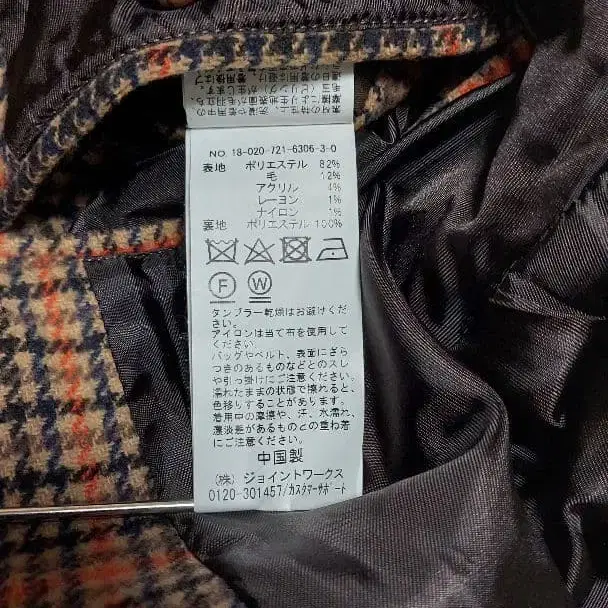 NO. 18-020-721-6306-3-0
表地 ポリエステル 82%
毛 12%
アクリル 4%
レーヨン 1%
ナイロン 1%
裏地 ポリエステル 100%
F W
タンブラー乾燥はお避けくださ
い。
アイロンは当て布を使用して
ください。
バッグやベルト、表面にざら
つきのあるものなどとのスレ
や引っ掛けにご注意ください。
濡れたままの状態で擦れると、
色移りすることがあります。
着用中の摩擦や、汗、水濡れ、
濃淡差があるものとの重ね着
にご注意ください。
中国製
(株) ジョイントワークス
0120-301457/カスタマーサポート